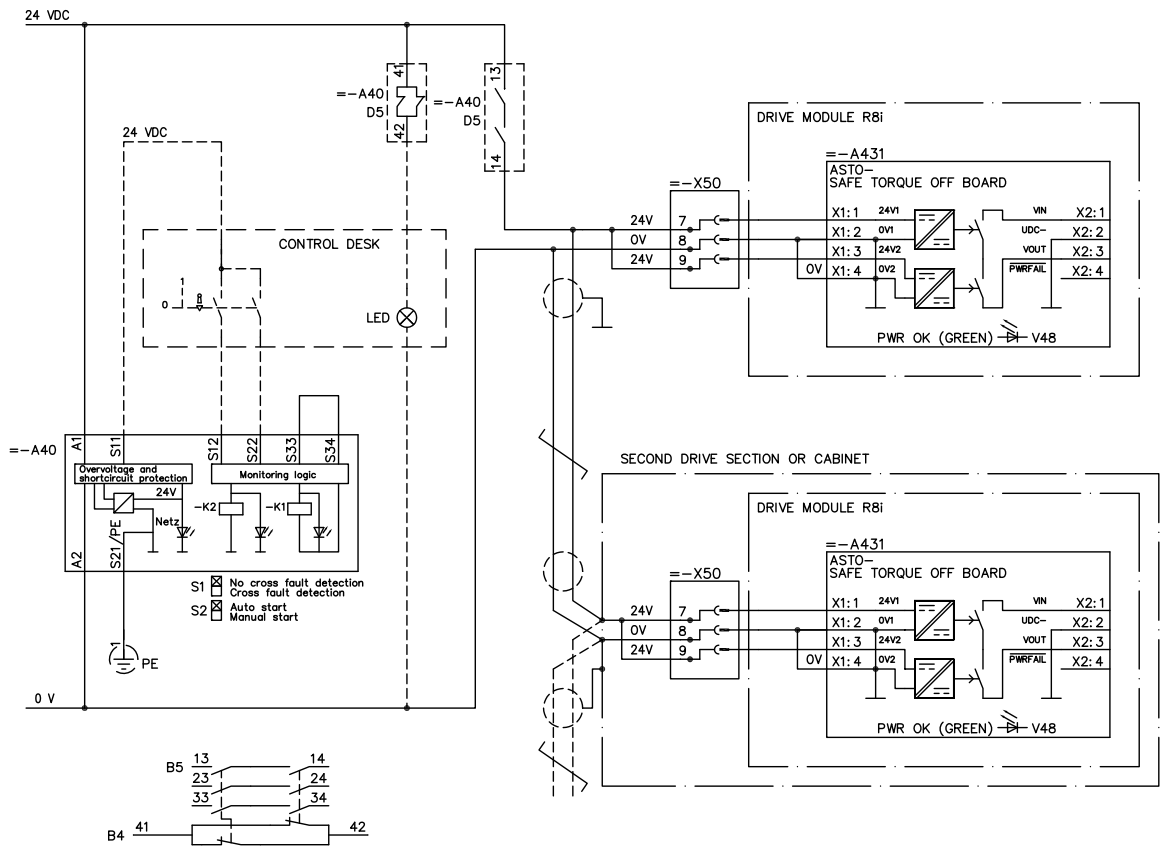 24 VDC
41
=-A40
D5
42
13
=-A40
D5
14
24 VDC
CONTROL DESK
1
0
LED
DRIVE MODULE R8i
=-A431
ASTO-
SAFE TORQUE OFF BOARD
=-X50
24V 7
0V 8
24V 9
X1:1 24V1 VIN X2:1
X1:2 0V1 UDC- X2:2
X1:3 24V2 VOUT X2:3
0V X1:4 0V2 PWRFAIL X2:4
PWR OK (GREEN) V48
=-A40
A1 S11 S12 S22 S33 S34
Overvoltage and
shortcircuit protection
Monitoring logic
24V
-K2 -K1
Netz
A2 S21/PE
S1 No cross fault detection
Cross fault detection
S2 Auto start
Manual start
1
PE
0 V
SECOND DRIVE SECTION OR CABINET
DRIVE MODULE R8i
=-A431
ASTO-
SAFE TORQUE OFF BOARD
=-X50
24V 7
0V 8
24V 9
X1:1 24V1 VIN X2:1
X1:2 0V1 UDC- X2:2
X1:3 24V2 VOUT X2:3
0V X1:4 0V2 PWRFAIL X2:4
PWR OK (GREEN) V48
B5 13 14
23 24
33 34
B4 41 42